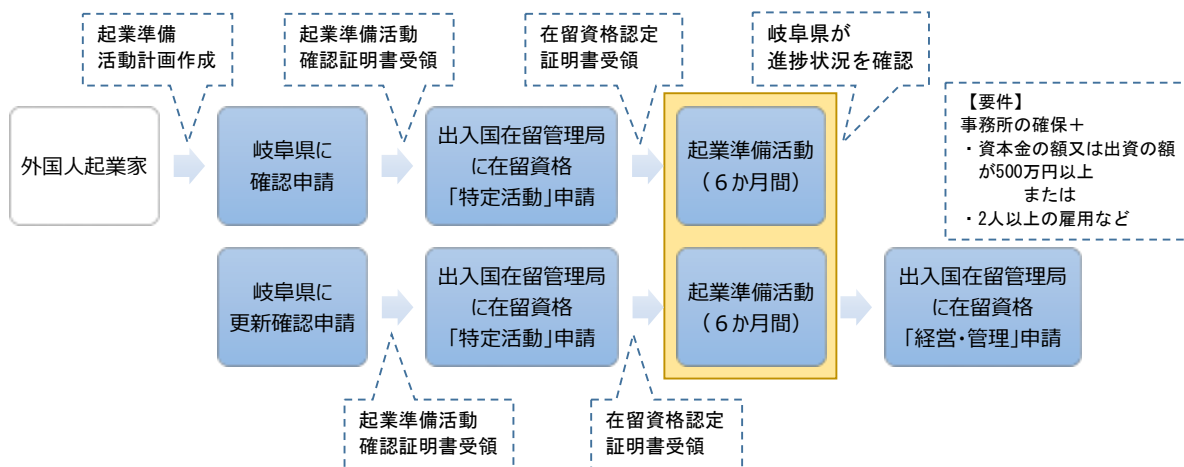 起業準備
活動計画作成
起業準備活動
確認証明書受領
在留資格認定
証明書受領
岐阜県が
進捗状況を確認
外国人起業家
岐阜県に
確認申請
出入国在留管理局
に在留資格
「特定活動」申請
起業準備活動
(6か月間)
【要件】
事務所の確保+
・資本金の額又は出資の額
が500万円以上
または
・2人以上の雇用など
岐阜県に
更新確認申請
出入国在留管理局
に在留資格
「特定活動」申請
起業準備活動
(6か月間)
出入国在留管理局
に在留資格
「経営・管理」申請
起業準備活動
確認証明書受領
在留資格認定
証明書受領